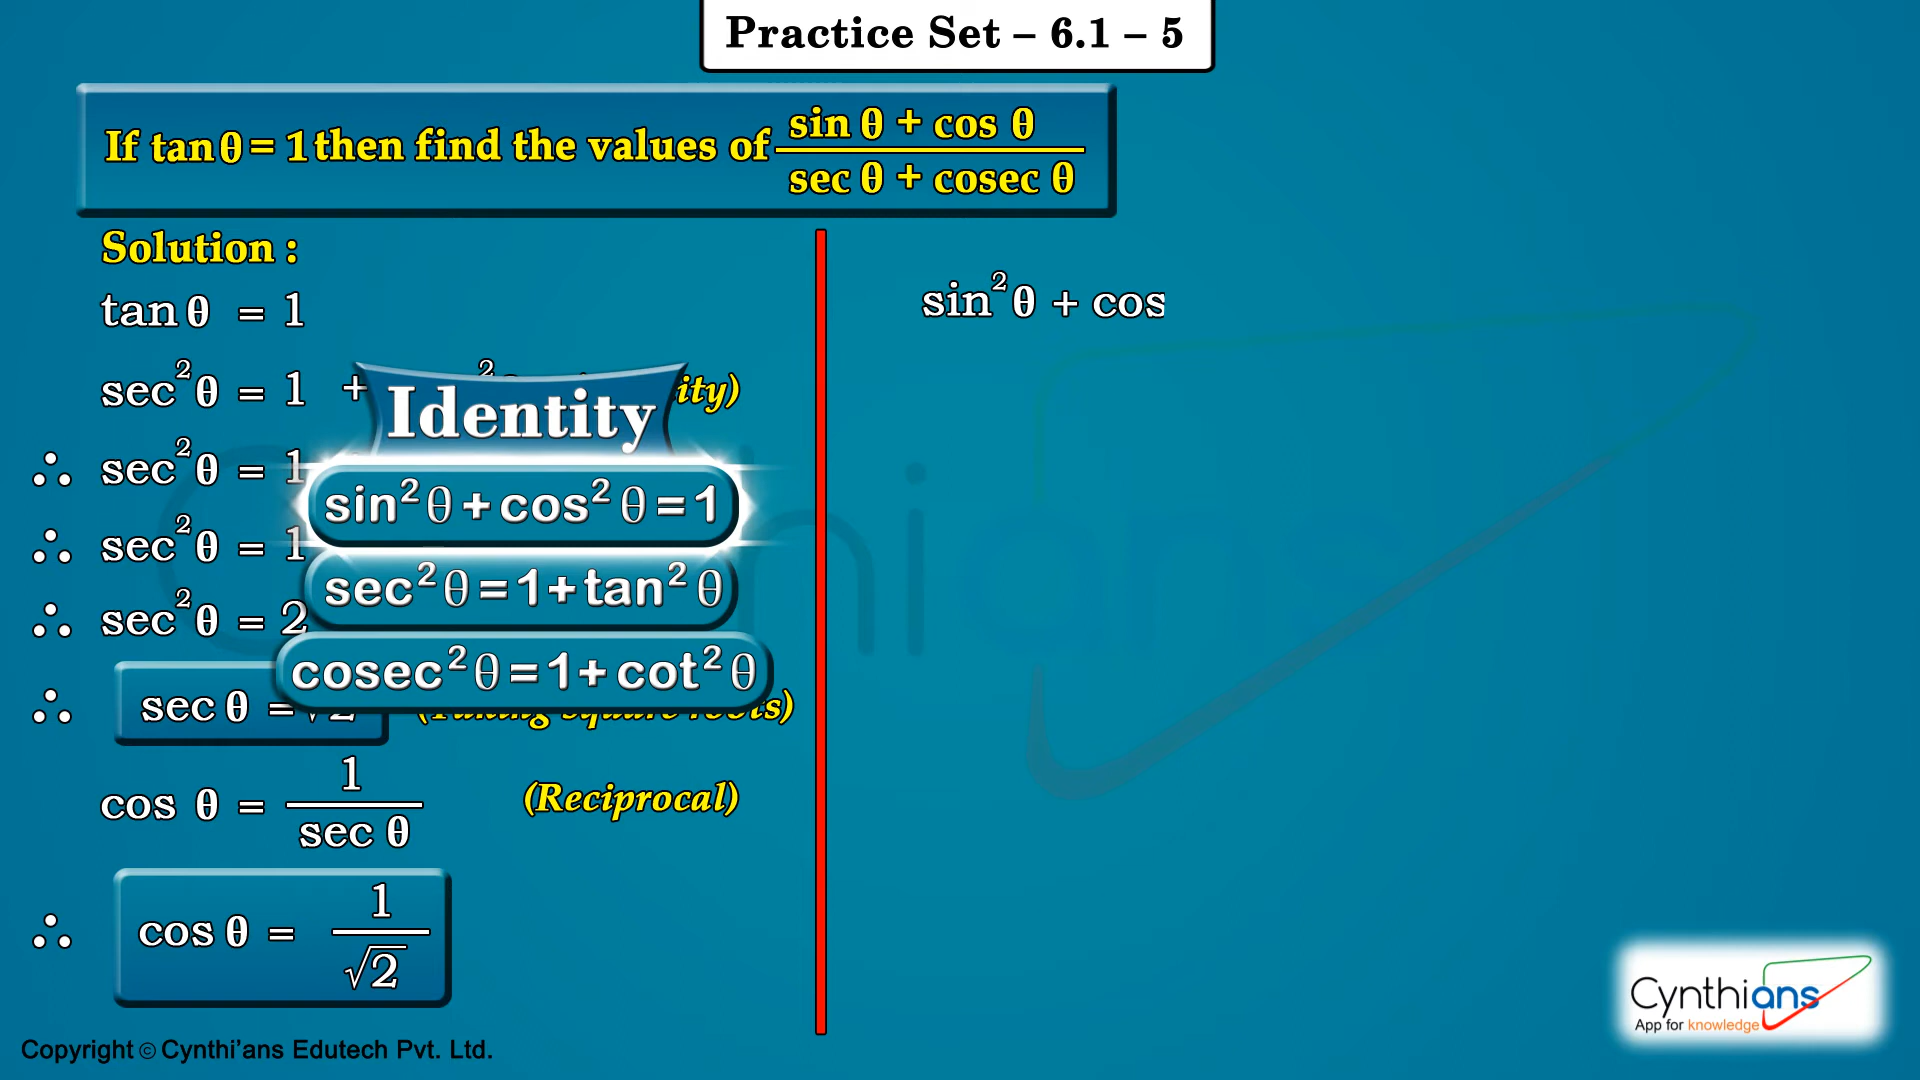 Practice Set – 6.1 – 5
If tan θ = 1 then find the values of sin θ + cos θ / sec θ + cosec θ
Solution :
tan θ = 1
sin²θ + cos
sec²θ = 1 +
Identity
∴ sec²θ = 1
sin²θ + cos²θ = 1
∴ sec²θ = 1
sec²θ = 1 + tan²θ
∴ sec²θ = 2
cosec²θ = 1 + cot²θ
∴ sec θ = √2
cos θ = 1 / sec θ (Reciprocal)
∴ cos θ = 1 / √2
Cynthians
App for knowledge
Copyright © Cynthi'ans Edutech Pvt. Ltd.